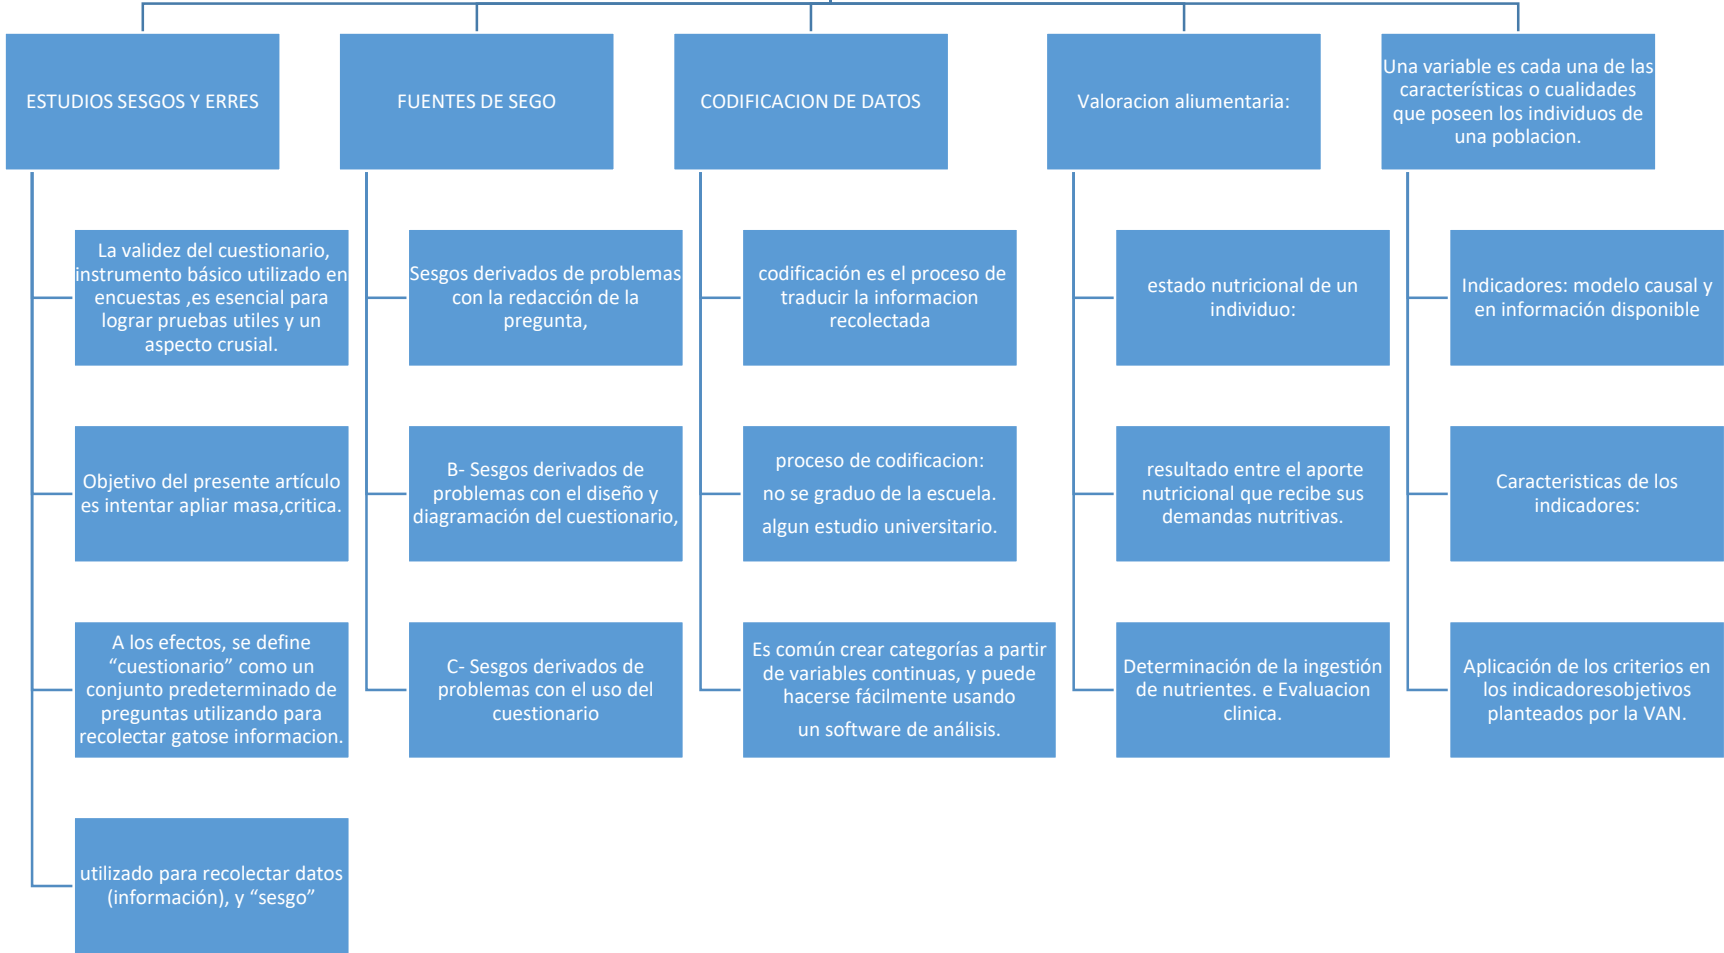 ESTUDIOS SESGOS Y ERRES
La validez del cuestionario,
instrumento básico utilizado en
encuestas ,es esencial para
lograr pruebas utiles y un
aspecto crusial.
Objetivo del presente artículo
es intentar apliar masa,critica.
A los efectos, se define
“cuestionario” como un
conjunto predeterminado de
preguntas utilizando para
recolectar gatose informacion.
utilizado para recolectar datos
(información), y “sesgo”
FUENTES DE SEGO
Sesgos derivados de problemas
con la redacción de la
pregunta,
B- Sesgos derivados de
problemas con el diseño y
diagramación del cuestionario,
C- Sesgos derivados de
problemas con el uso del
cuestionario
CODIFICACION DE DATOS
codificación es el proceso de
traducir la informacion
recolectada
proceso de codificacion:
no se graduo de la escuela.
algun estudio universitario.
Es común crear categorías a partir
de variables continuas, y puede
hacerse fácilmente usando
un software de análisis.
Valoracion aliumentaria:
estado nutricional de un
individuo:
resultado entre el aporte
nutricional que recibe sus
demandas nutritivas.
Determinación de la ingestión
de nutrientes. e Evaluacion
clinica.
Una variable es cada una de las
características o cualidades
que poseen los individuos de
una poblacion.
Indicadores: modelo causal y
en información disponible
Caracteristicas de los
indicadores:
Aplicación de los criterios en
los indicadoresobjetivos
planteados por la VAN.